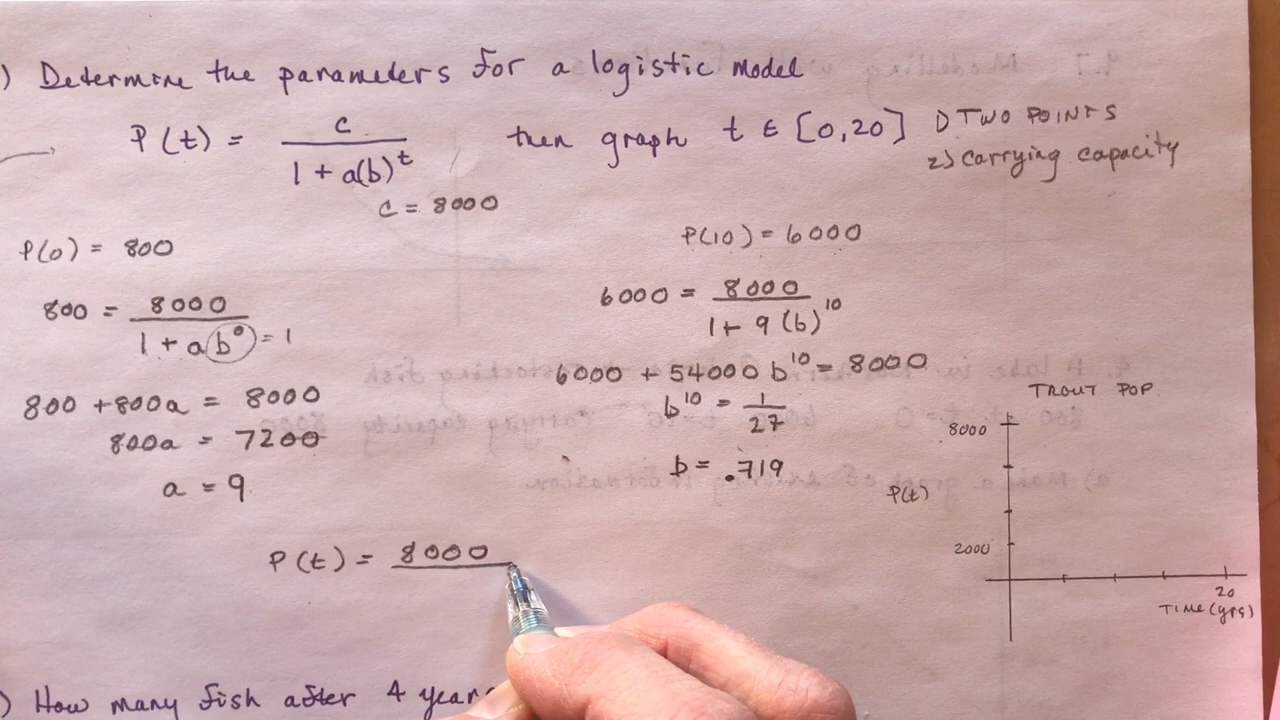 ) Determine the parameters for a logistic model
P(t) = c / 1 + a(b)^t then graph t ∈ [0,20] 1) TWO POINTS
2) carrying capacity
c = 8000
P(0) = 800
P(10) = 6000
800 = 8000 / 1 + ab^0 = 1
6000 = 8000 / 1 + 9(b)^10
800 + 800a = 8000
6000 + 54000 b^10 = 8000
800a = 7200
b^10 = 1/27
a = 9
b = .719
TROUT POP.
8000
P(t)
2000
20
TIME (yrs)
P(t) = 8000
) How many fish after 4 years